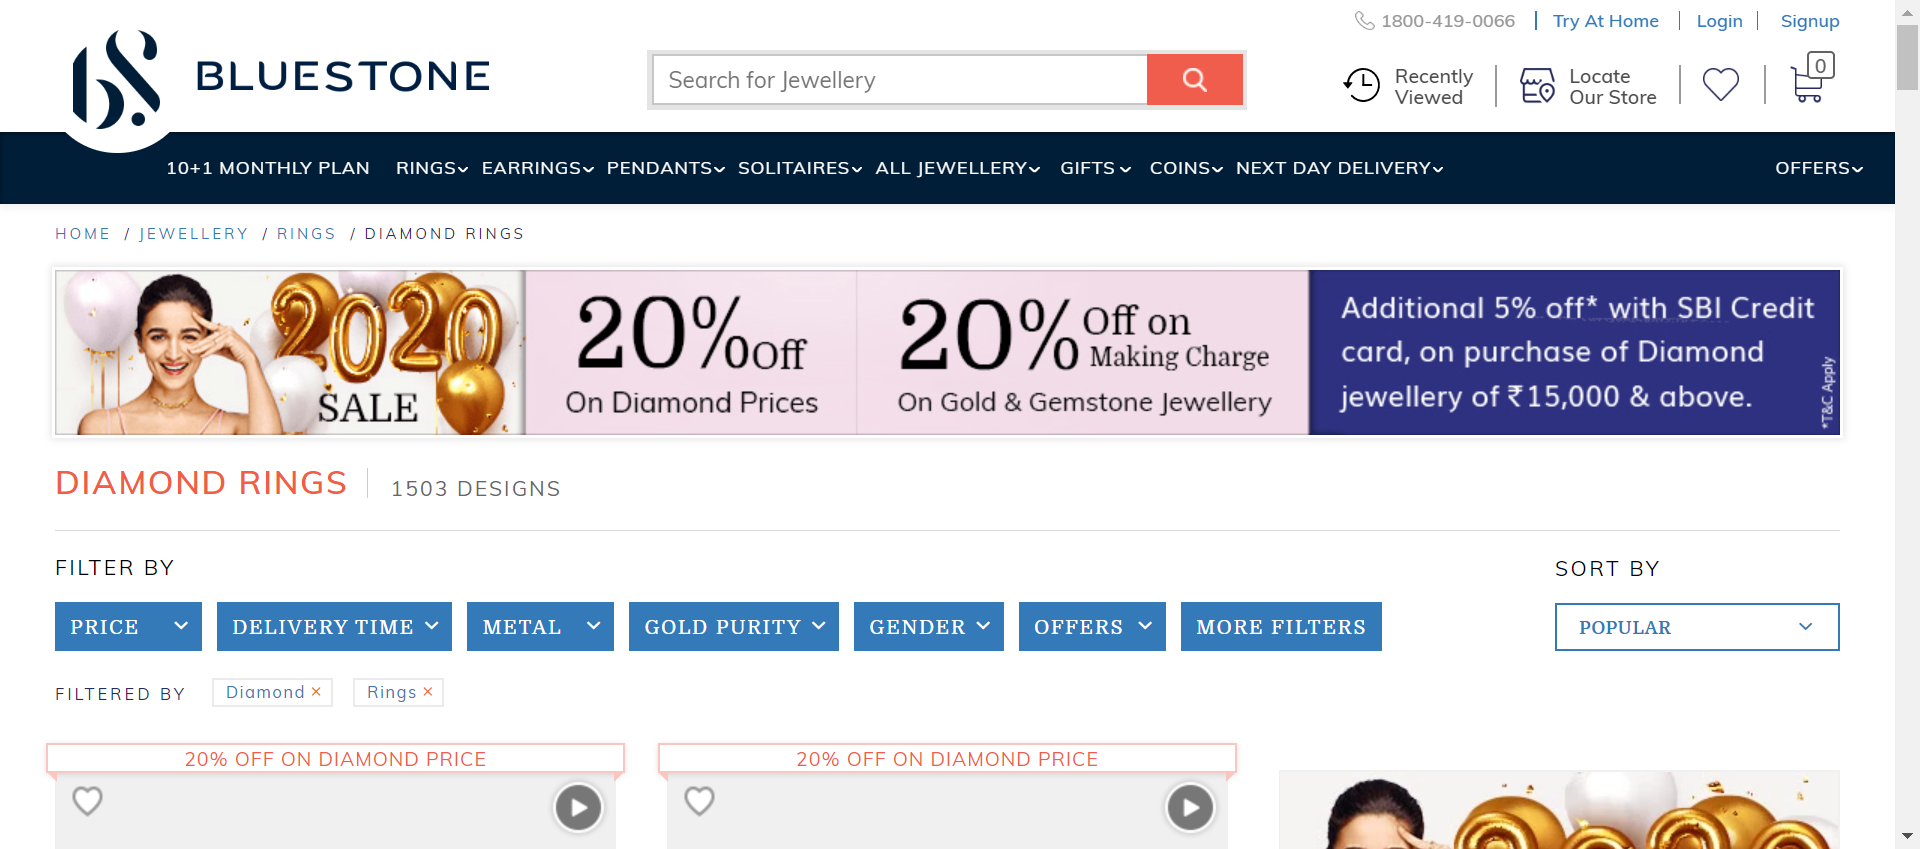 1800-419-0066 Try At Home Login Signup
BLUESTONE
Search for Jewellery
Recently
Viewed
Locate
Our Store
0
10+1 MONTHLY PLAN RINGS EARRINGS PENDANTS SOLITAIRES ALL JEWELLERY GIFTS COINS NEXT DAY DELIVERY OFFERS
HOME / JEWELLERY / RINGS / DIAMOND RINGS
2020
SALE
20% Off
On Diamond Prices
20% Off on
Making Charge
On Gold & Gemstone Jewellery
Additional 5% off* with SBI Credit
card, on purchase of Diamond
jewellery of ₹15,000 & above.
*T&C Apply
DIAMOND RINGS 1503 DESIGNS
FILTER BY
SORT BY
PRICE DELIVERY TIME METAL GOLD PURITY GENDER OFFERS MORE FILTERS
POPULAR
FILTERED BY Diamond × Rings ×
20% OFF ON DIAMOND PRICE
20% OFF ON DIAMOND PRICE